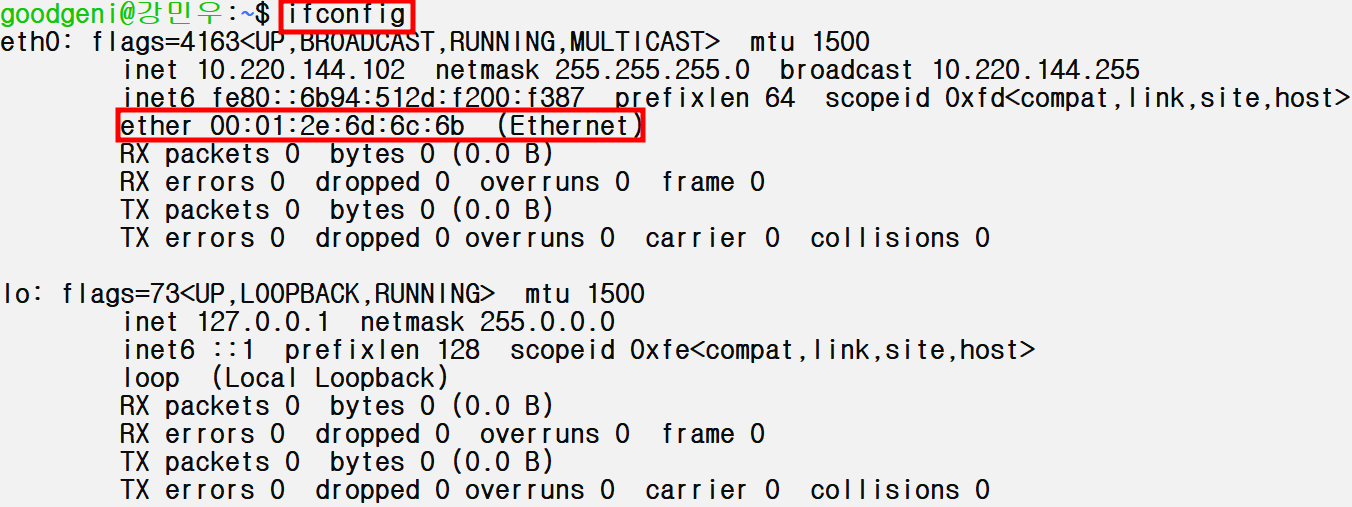 goodgeni@강민우:~$ ifconfig
eth0: flags=4163<UP,BROADCAST,RUNNING,MULTICAST>  mtu 1500
        inet 10.220.144.102  netmask 255.255.255.0  broadcast 10.220.144.255
        inet6 fe80::6b94:512d:f200:f387  prefixlen 64  scopeid 0xfd<compat,link,site,host>
        ether 00:01:2e:6d:6c:6b  (Ethernet)
        RX packets 0  bytes 0 (0.0 B)
        RX errors 0  dropped 0  overruns 0  frame 0
        TX packets 0  bytes 0 (0.0 B)
        TX errors 0  dropped 0 overruns 0  carrier 0  collisions 0

lo: flags=73<UP,LOOPBACK,RUNNING>  mtu 1500
        inet 127.0.0.1  netmask 255.0.0.0
        inet6 ::1  prefixlen 128  scopeid 0xfe<compat,link,site,host>
        loop  (Local Loopback)
        RX packets 0  bytes 0 (0.0 B)
        RX errors 0  dropped 0  overruns 0  frame 0
        TX packets 0  bytes 0 (0.0 B)
        TX errors 0  dropped 0 overruns 0  carrier 0  collisions 0